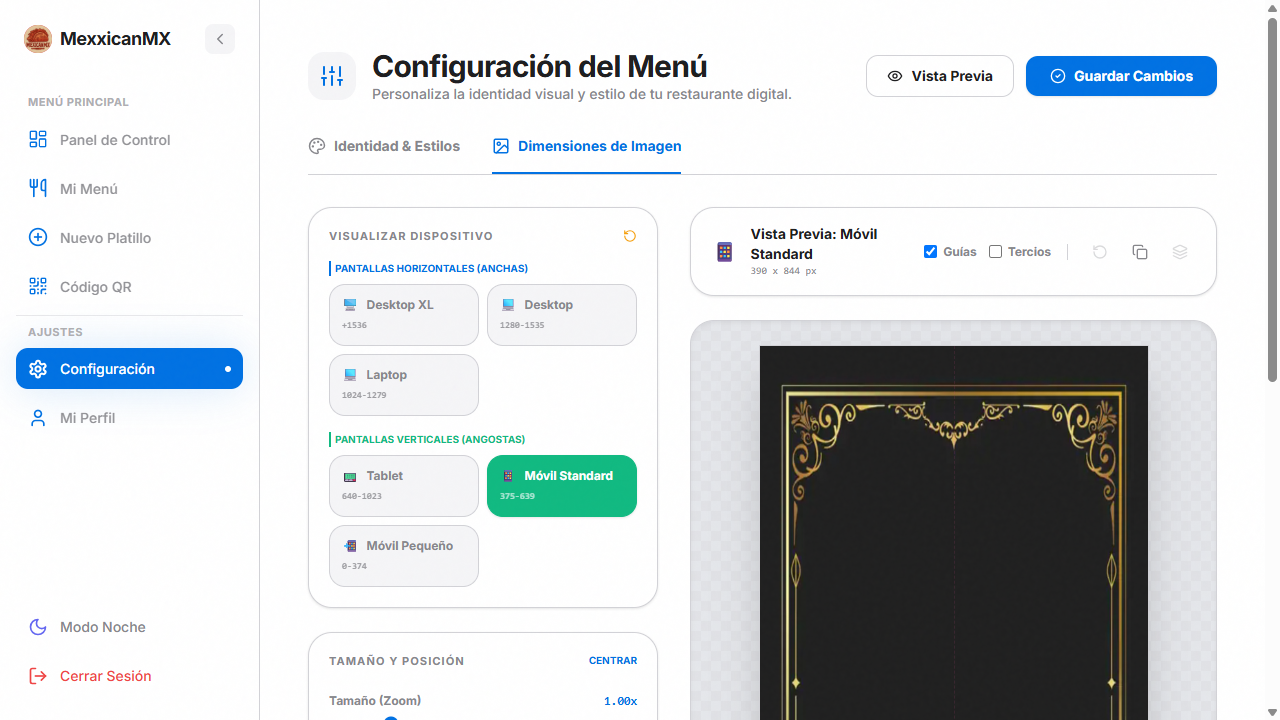 MexxicanMX
MENÚ PRINCIPAL
Panel de Control
Mi Menú
Nuevo Platillo
Código QR
AJUSTES
Configuración
Mi Perfil
Modo Noche
Cerrar Sesión
Configuración del Menú
Personaliza la identidad visual y estilo de tu restaurante digital.
Vista Previa
Guardar Cambios
Identidad & Estilos
Dimensiones de Imagen
VISUALIZAR DISPOSITIVO
PANTALLAS HORIZONTALES (ANCHAS)
Desktop XL
+1536
Desktop
1280-1535
Laptop
1024-1279
PANTALLAS VERTICALES (ANGOSTAS)
Tablet
640-1023
Móvil Standard
375-639
Móvil Pequeño
0-374
TAMAÑO Y POSICIÓN
CENTRAR
Tamaño (Zoom)
1.00x
Vista Previa: Móvil
Standard
390 x 844 px
Guías
Tercios